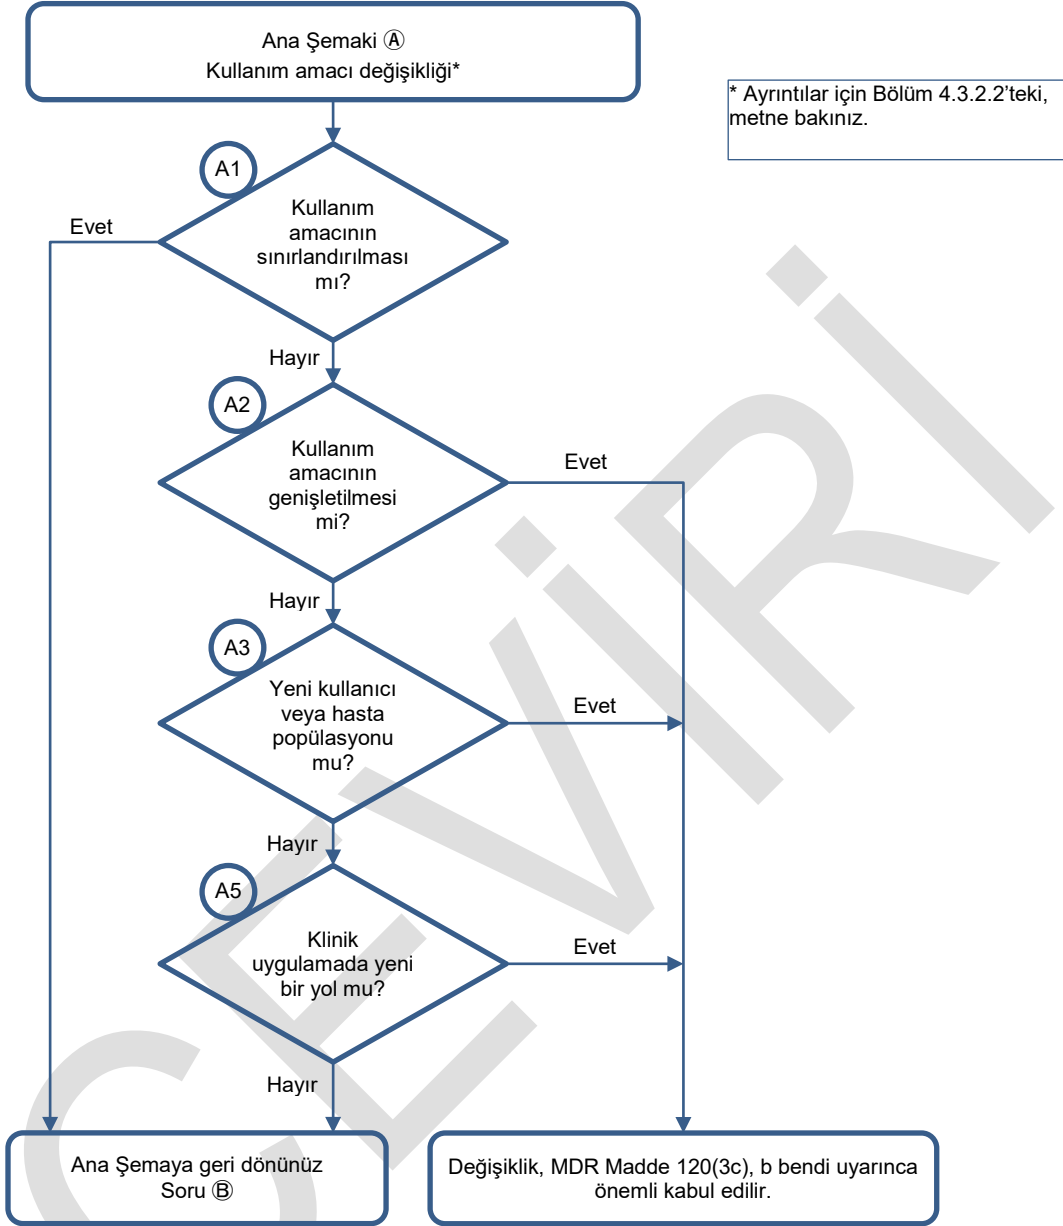 Ana Şemaki Ⓐ
Kullanım amacı değişikliği*
* Ayrıntılar için Bölüm 4.3.2.2’teki,
metne bakınız.
A1
Kullanım
amacının
sınırlandırılması
mı?
Evet
Hayır
A2
Kullanım
amacının
genişletilmesi
mi?
Evet
Hayır
A3
Yeni kullanıcı
veya hasta
popülasyonu
mu?
Evet
Hayır
A5
Klinik
uygulamada yeni
bir yol mu?
Evet
Hayır
Ana Şemaya geri dönünüz
Soru Ⓑ
Değişiklik, MDR Madde 120(3c), b bendi uyarınca
önemli kabul edilir.
ÇEVİRİ